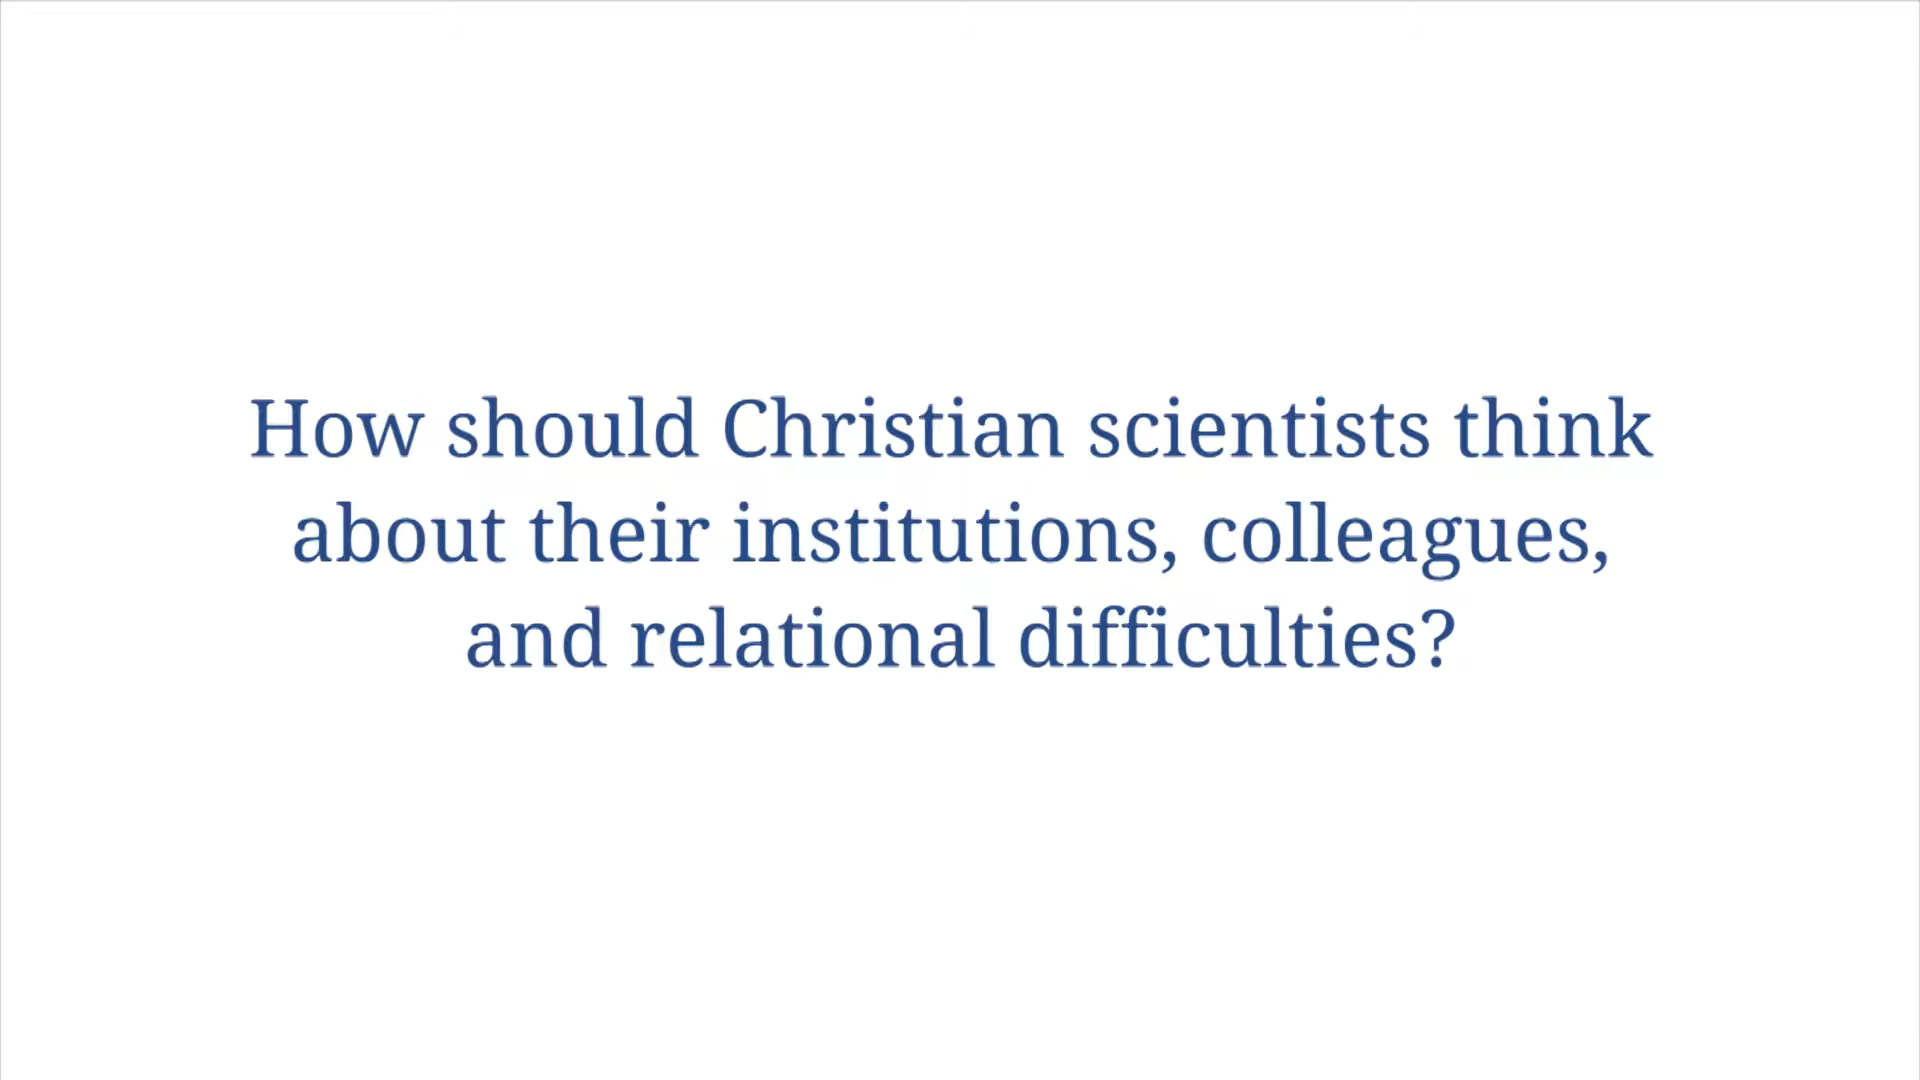 How should Christian scientists think
about their institutions, colleagues,
and relational difficulties?